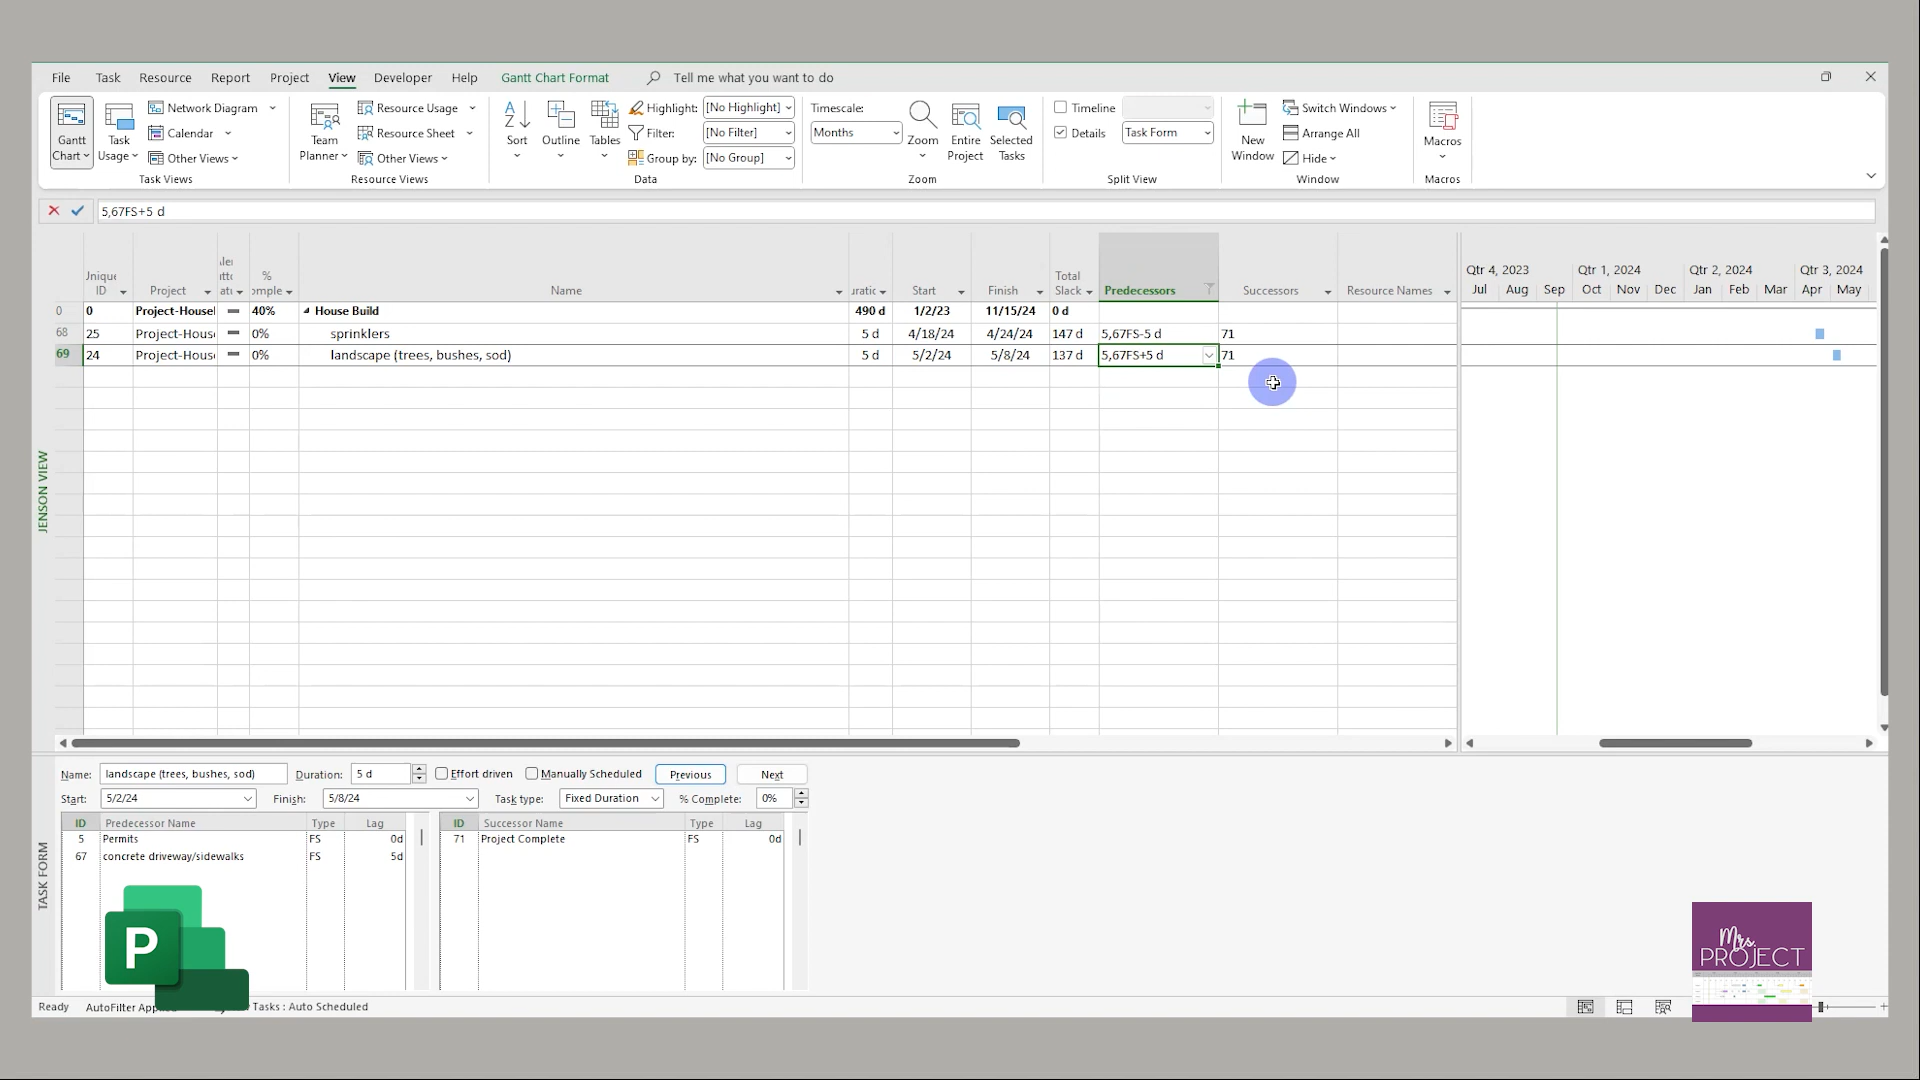 File Task Resource Report Project View Developer Help Gantt Chart Format Tell me what you want to do
Gantt Chart
Task Usage
Network Diagram
Calendar
Other Views
Task Views
Team Planner
Resource Usage
Resource Sheet
Other Views
Resource Views
Sort
Outline
Tables
Highlight: [No Highlight]
Filter: [No Filter]
Group by: [No Group]
Data
Timescale:
Months
Zoom
Entire Project
Selected Tasks
Zoom
Timeline
Details Task Form
Split View
New Window
Switch Windows
Arrange All
Hide
Window
Macros
Macros
5,67FS+5 d
Unique ID Project % Name Start Finish Total Slack Predecessors Successors Resource Names
Qtr 4, 2023 Qtr 1, 2024 Qtr 2, 2024 Qtr 3, 2024
Jul Aug Sep Oct Nov Dec Jan Feb Mar Apr May
0 0 Project-House 40% House Build 490 d 1/2/23 11/15/24 0 d
68 25 Project-Hous 0% sprinklers 5 d 4/18/24 4/24/24 147 d 5,67FS-5 d 71
69 24 Project-Hous 0% landscape (trees, bushes, sod) 5 d 5/2/24 5/8/24 137 d 5,67FS+5 d 71
JENSON VIEW
Name: landscape (trees, bushes, sod) Duration: 5 d Effort driven Manually Scheduled Previous Next
Start: 5/2/24 Finish: 5/8/24 Task type: Fixed Duration % Complete: 0%
ID Predecessor Name Type Lag ID Successor Name Type Lag
5 Permits FS 0d 71 Project Complete FS 0d
67 concrete driveway/sidewalks FS 5d
TASK FORM
P
Mrs.
PROJECT
Ready AutoFilter Tasks : Auto Scheduled